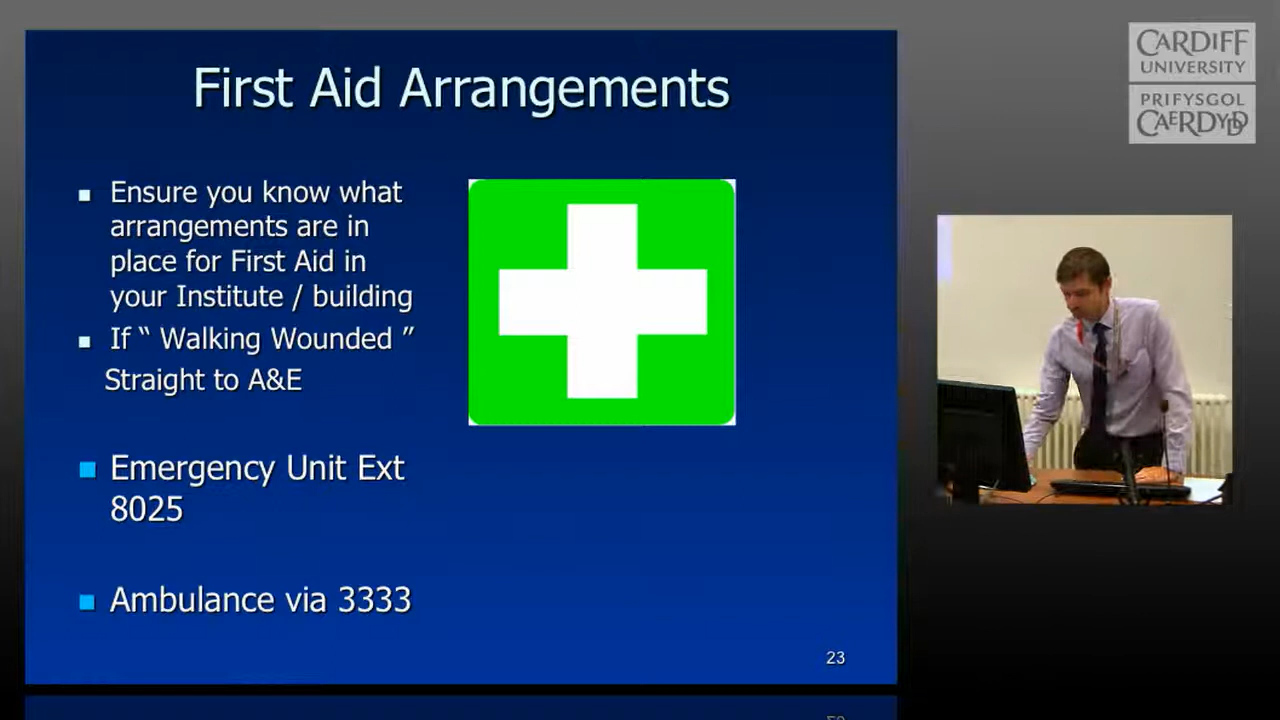 First Aid Arrangements
■ Ensure you know what
arrangements are in
place for First Aid in
your Institute / building
■ If “ Walking Wounded ”
Straight to A&E
■ Emergency Unit Ext
8025
■ Ambulance via 3333
23
CARDIFF
UNIVERSITY
PRIFYSGOL
CAERDYDD